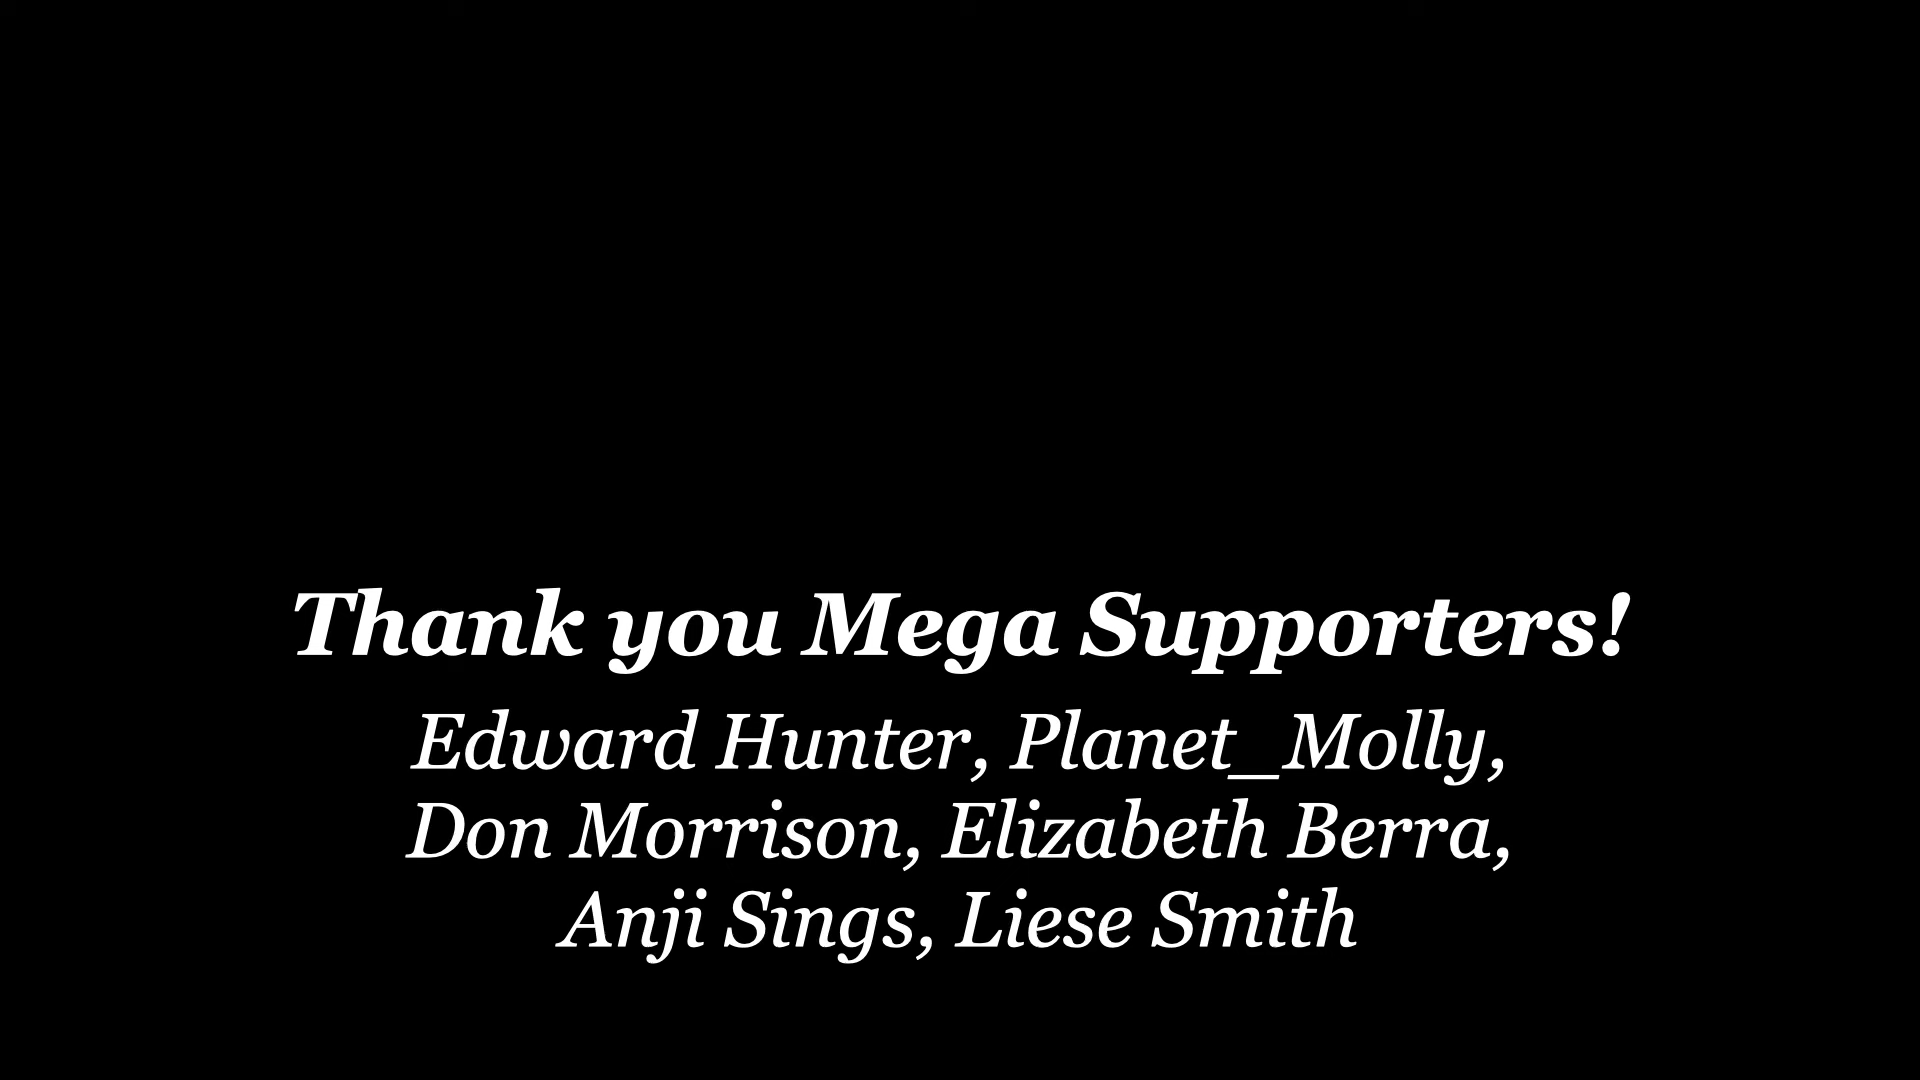 Thank you Mega Supporters!
Edward Hunter, Planet_Molly,
Don Morrison, Elizabeth Berra,
Anji Sings, Liese Smith